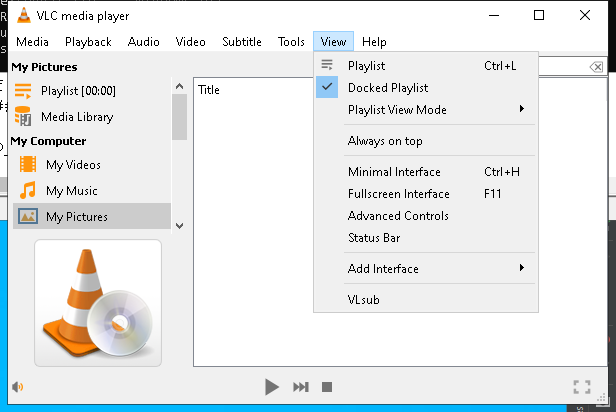 VLC media player
Media Playback Audio Video Subtitle Tools View Help
My Pictures
Playlist [00:00]
Media Library
My Computer
My Videos
My Music
My Pictures
Title
Playlist Ctrl+L
Docked Playlist
Playlist View Mode
Always on top
Minimal Interface Ctrl+H
Fullscreen Interface F11
Advanced Controls
Status Bar
Add Interface
VLsub